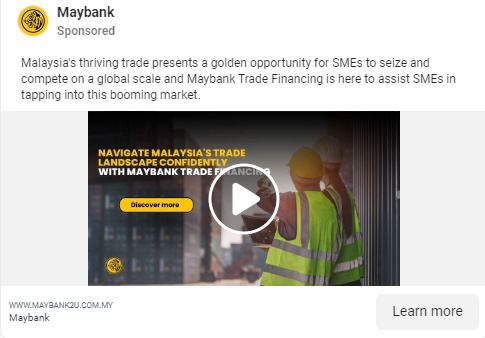 Maybank
Sponsored
Malaysia's thriving trade presents a golden opportunity for SMEs to seize and
compete on a global scale and Maybank Trade Financing is here to assist SMEs in
tapping into this booming market.
NAVIGATE MALAYSIA'S TRADE
LANDSCAPE CONFIDENTLY
WITH MAYBANK TRADE FINANCING
Discover more
WWW.MAYBANK2U.COM.MY
Maybank
Learn more